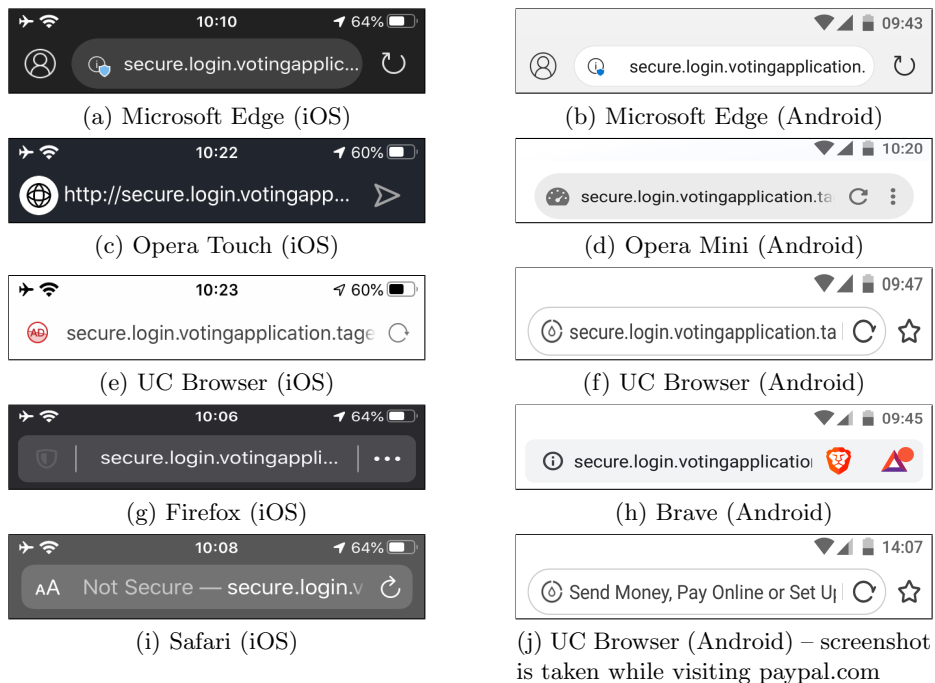 10:10 64%
secure.login.votingapplic...
(a) Microsoft Edge (iOS)
09:43
secure.login.votingapplication.
(b) Microsoft Edge (Android)
10:22 60%
http://secure.login.votingapp...
(c) Opera Touch (iOS)
10:20
secure.login.votingapplication.ta
(d) Opera Mini (Android)
10:23 60%
AD secure.login.votingapplication.tage
(e) UC Browser (iOS)
09:47
secure.login.votingapplication.ta
(f) UC Browser (Android)
10:06 64%
secure.login.votingappli...
(g) Firefox (iOS)
09:45
secure.login.votingapplication
(h) Brave (Android)
10:08 64%
AA Not Secure — secure.login.v
(i) Safari (iOS)
14:07
Send Money, Pay Online or Set Up
(j) UC Browser (Android) – screenshot
is taken while visiting paypal.com